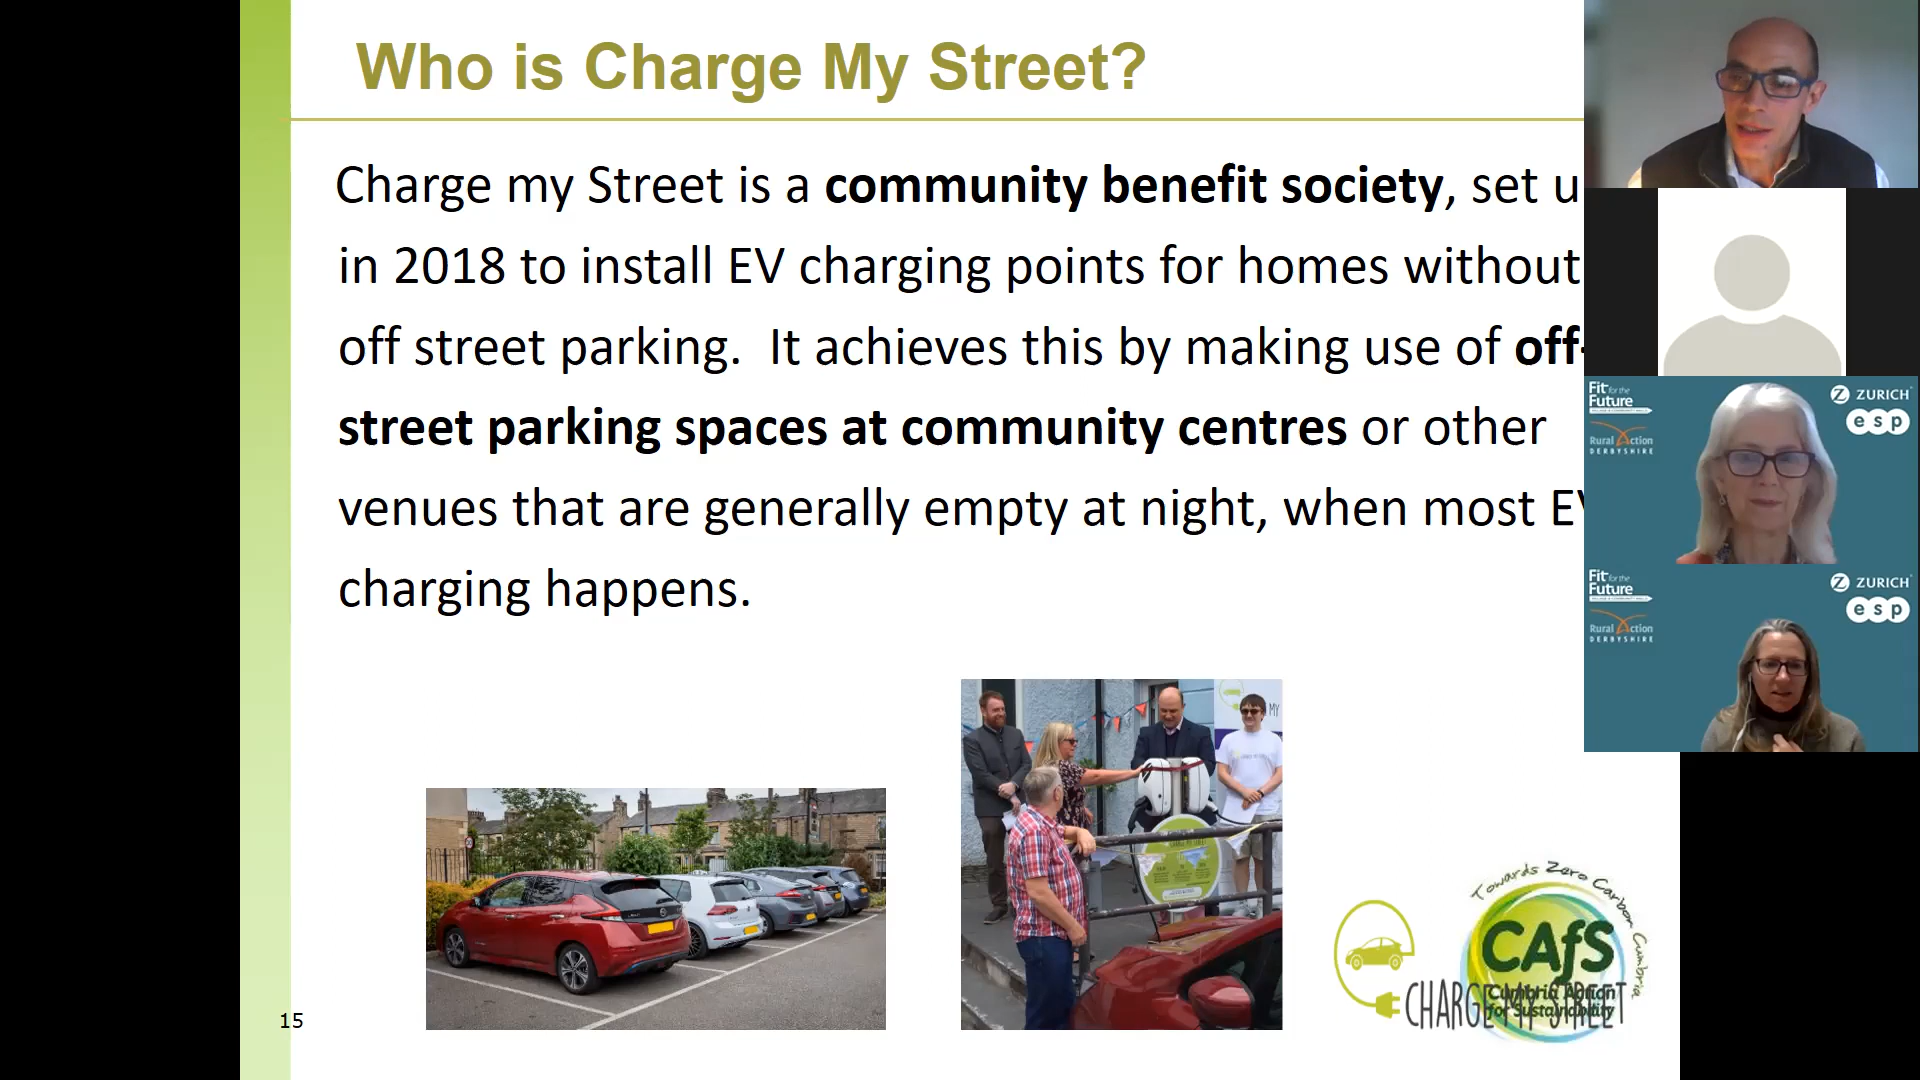 Who is Charge My Street?
Charge my Street is a community benefit society, set u
in 2018 to install EV charging points for homes without
off street parking. It achieves this by making use of off-
street parking spaces at community centres or other
venues that are generally empty at night, when most EV
charging happens.
15
Fit for the
Future
Rural Action
DERBYSHIRE
ZURICH
esp
Fit for the
Future
Rural Action
DERBYSHIRE
ZURICH
esp
MY
CHARGE MY STREET
Towards Zero Carbon Cumbria
CAfS
Cumbria Action
for Sustainability
CHARGE MY STREET